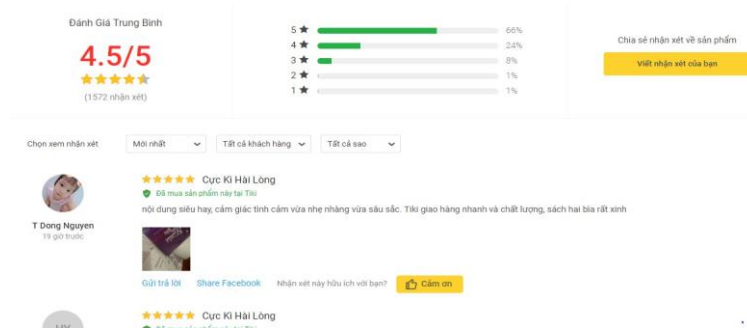 Đánh Giá Trung Bình
4.5/5
(1572 nhận xét)
5 66%
4 24%
3 8%
2 1%
1 1%
Chia sẻ nhận xét về sản phẩm
Viết nhận xét của bạn
Chọn xem nhận xét Mới nhất Tất cả khách hàng Tất cả sao
Cực Kì Hài Lòng
Đã mua sản phẩm này tại Tiki
nội dung siêu hay, cảm giác tình cảm vừa nhẹ nhàng vừa sâu sắc. Tiki giao hàng nhanh và chất lượng, sách hai bìa rất xinh
T Dong Nguyen
19 giờ trước
Gửi trả lời Share Facebook Nhận xét này hữu ích với bạn? Cảm ơn
HY
Cực Kì Hài Lòng